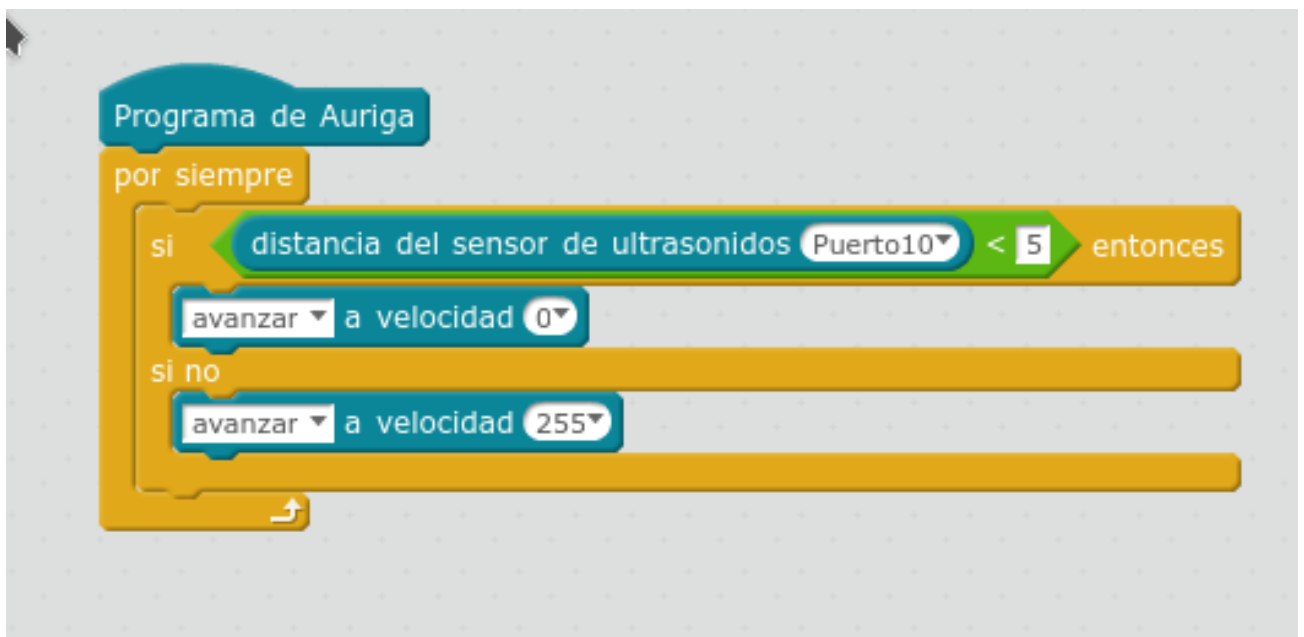 Programa de Auriga
por siempre
si distancia del sensor de ultrasonidos Puerto10 < 5 entonces
avanzar a velocidad 0
si no
avanzar a velocidad 255